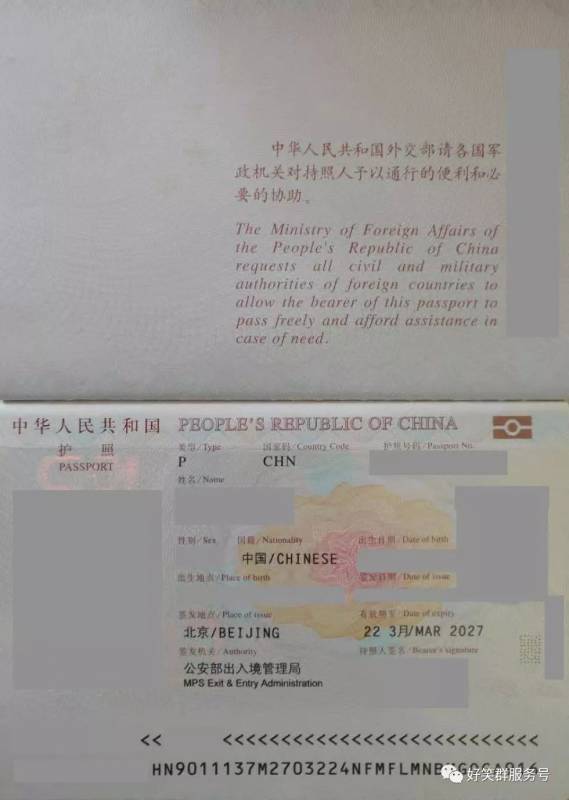 中华人民共和国外交部请各国军
政机关对持照人予以通行的便利和必
要的协助。
The Ministry of Foreign Affairs of
the People's Republic of China
requests all civil and military
authorities of foreign countries to
allow the bearer of this passport to
pass freely and afford assistance in
case of need.
中华人民共和国 PEOPLE'S REPUBLIC OF CHINA
护照 类型/Type 国家码/Country Code 护照号码/Passport No.
PASSPORT P CHN
姓名/Name
性别/Sex 国籍/Nationality 出生日期/Date of birth
中国/CHINESE
出生地点/Place of birth 签发日期/Date of issue
签发地点/Place of issue 有效期至/Date of expiry
北京/BEIJING 22 3月/MAR 2027
签发机关/Authority 持照人签名/Bearer's signature
公安部出入境管理局
MPS Exit & Entry Administration
<< <<<<<<<<<<<<<<<<<<<<<<<<<<<<
HN9011137M2703224NFMFLMNB
好笑群服务号